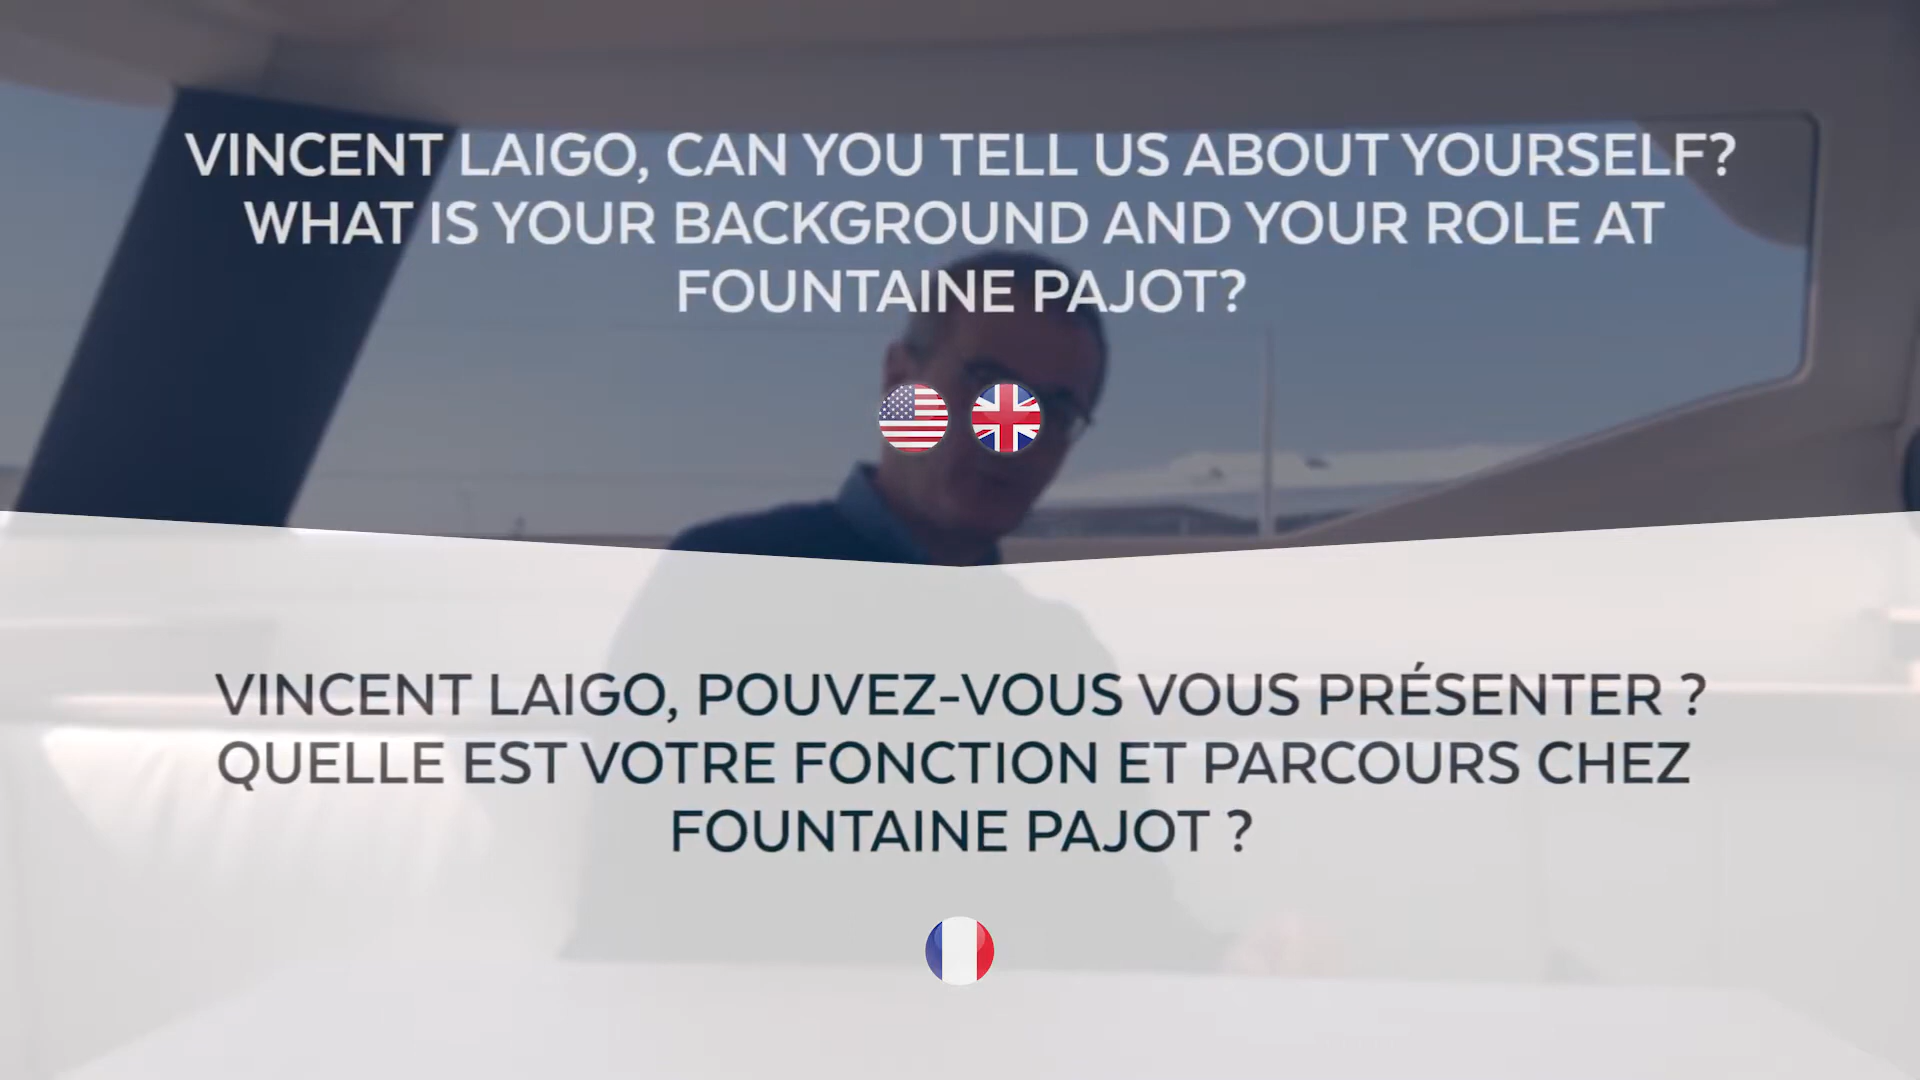 VINCENT LAIGO, CAN YOU TELL US ABOUT YOURSELF?
WHAT IS YOUR BACKGROUND AND YOUR ROLE AT
FOUNTAINE PAJOT?
VINCENT LAIGO, POUVEZ-VOUS VOUS PRÉSENTER ?
QUELLE EST VOTRE FONCTION ET PARCOURS CHEZ
FOUNTAINE PAJOT ?